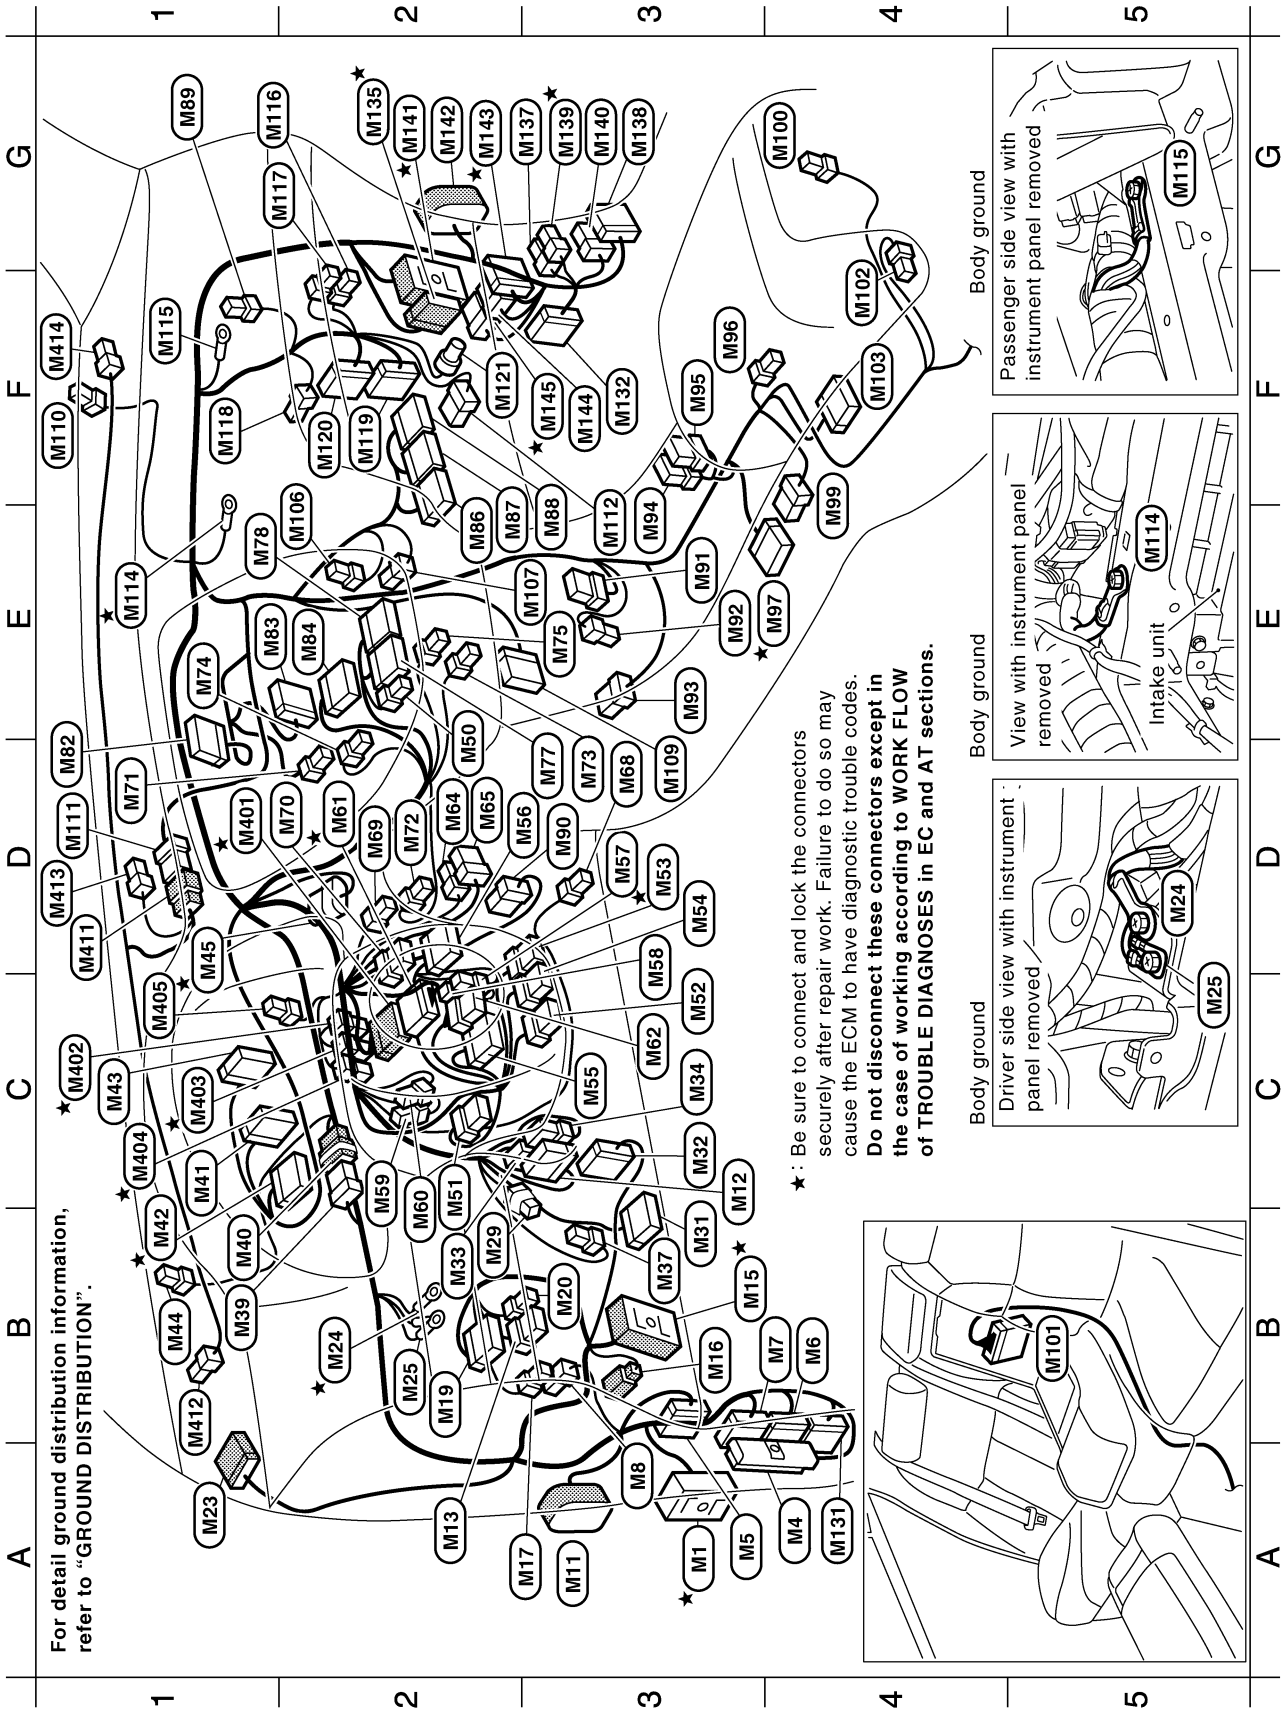 A
B
C
D
E
F
G
1
2
3
4
5
For detail ground distribution information,
refer to “GROUND DISTRIBUTION”.
M23
M412
M44
M42
M41
M404
M403
M43
M402
M405
M411
M413
M111
M82
M71
M74
M114
M110
M414
M115
M89
M39
M40
M45
M401
M70
M61
M83
M84
M78
M106
M118
M117
M116
M24
M25
M59
M60
M69
M72
M64
M65
M56
M50
M107
M120
M119
M135
M141
M142
M143
M13
M19
M33
M29
M51
M90
M77
M73
M75
M86
M87
M88
M121
M145
M144
M137
M139
M140
M138
M17
M11
M8
M20
M37
M31
M32
M34
M55
M62
M52
M58
M54
M53
M57
M68
M109
M93
M92
M91
M97
M112
M94
M132
M95
M96
M1
M5
M4
M131
M16
M15
M7
M6
M12
M99
M103
M102
M100
★: Be sure to connect and lock the connectors
securely after repair work. Failure to do so may
cause the ECM to have diagnostic trouble codes.
Do not disconnect these connectors except in
the case of working according to WORK FLOW
of TROUBLE DIAGNOSES in EC and AT sections.
M101
Body ground
Driver side view with instrument
panel removed
M24
M25
Body ground
View with instrument panel
removed
Intake unit
M114
Body ground
Passenger side view with
instrument panel removed
M115
A
B
C
D
E
F
G
1
2
3
4
5